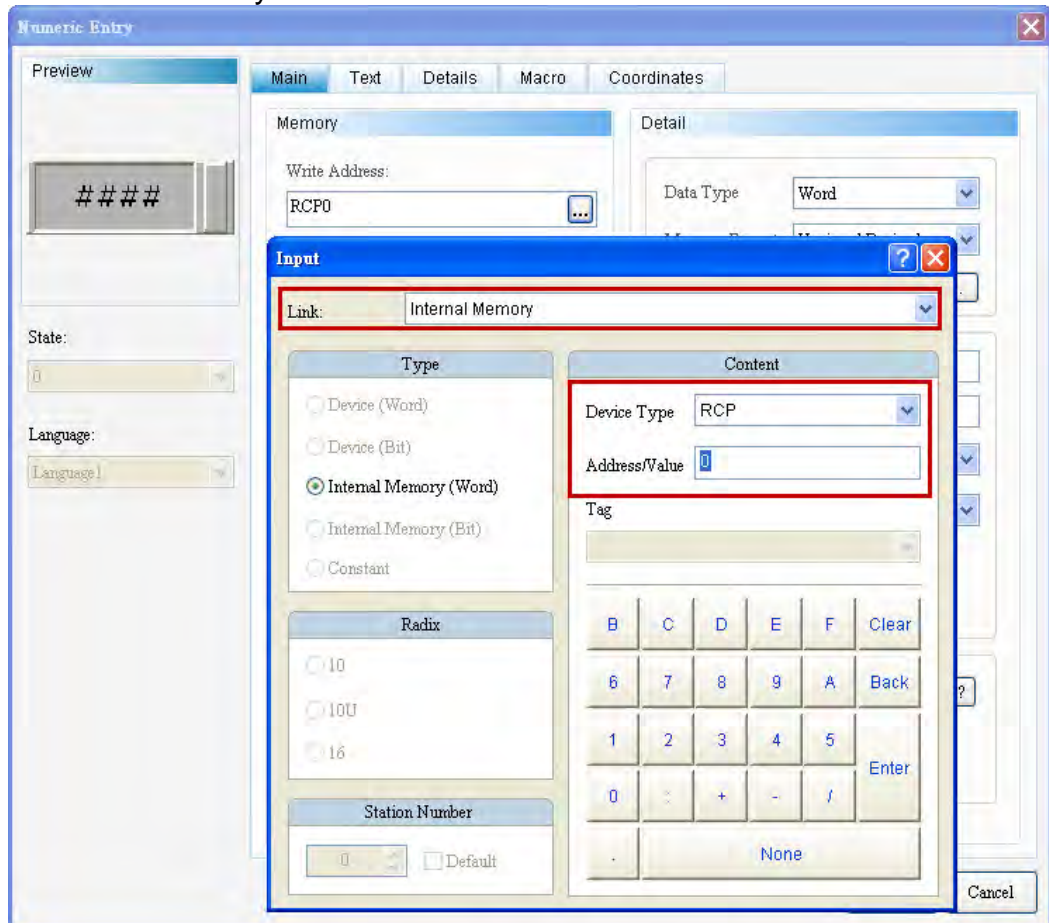 Numeric Entry
Preview
Main Text Details Macro Coordinates
Memory
Detail
Write Address:
RCP0
...
Data Type Word
####
Input
?
Link: Internal Memory
State:
0
Language:
Language1
Type
Device (Word)
Device (Bit)
Internal Memory (Word)
Internal Memory (Bit)
Constant
Content
Device Type RCP
Address/Value 0
Tag
Radix
10
10U
16
Station Number
0 Default
B C D E F Clear
6 7 8 9 A Back
1 2 3 4 5
Enter
0 : + - /
. None
?
Cancel